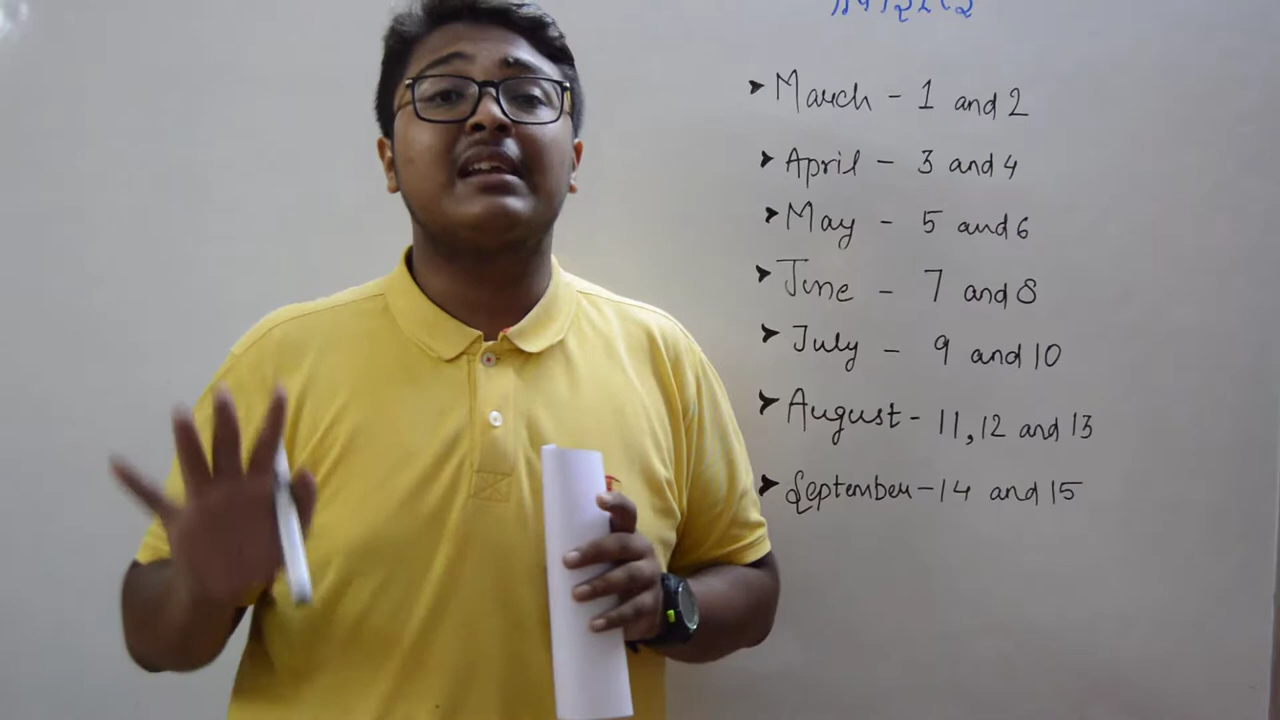 ➤ March - 1 and 2
➤ April - 3 and 4
➤ May - 5 and 6
➤ June - 7 and 8
➤ July - 9 and 10
➤ August - 11, 12 and 13
➤ September - 14 and 15